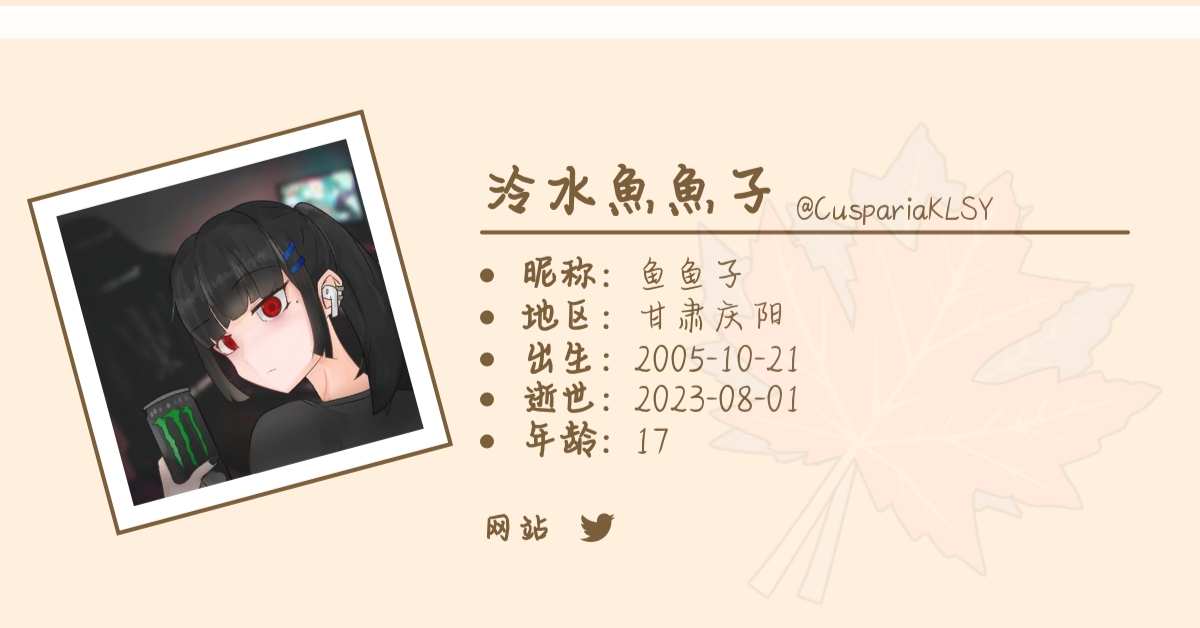 泠水魚魚子 @CuspariaKLSY
昵称: 鱼鱼子
地区: 甘肃庆阳
出生: 2005-10-21
逝世: 2023-08-01
年龄: 17
网站